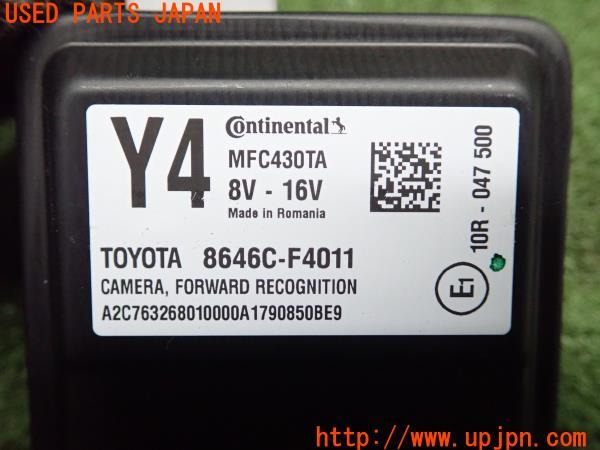 USED PARTS JAPAN
Y4
Continental
MFC430TA
8V - 16V
Made in Romania
10R - 047 500
E1
TOYOTA 8646C-F4011
CAMERA, FORWARD RECOGNITION
A2C763268010000A1790850BE9
http://www.upjpn.com/